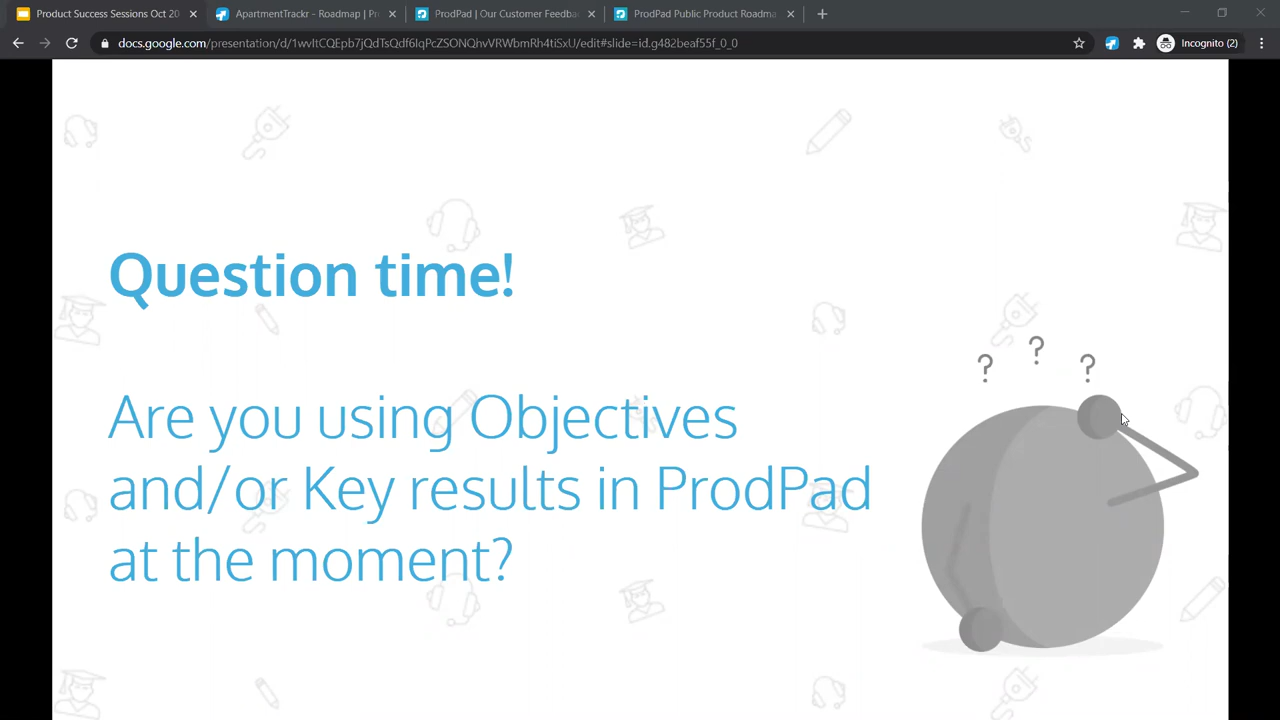 Product Success Sessions Oct 20
ApartmentTrackr - Roadmap | Pr
ProdPad | Our Customer Feedba
ProdPad Public Product Roadma
docs.google.com/presentation/d/1wvItCQEpb7jQdTsQdf6IqPcZSONQhvVRWbmRh4tiSxU/edit#slide=id.g482beaf55f_0_0
Incognito (2)
Question time!
? ? ?
Are you using Objectives
and/or Key results in ProdPad
at the moment?